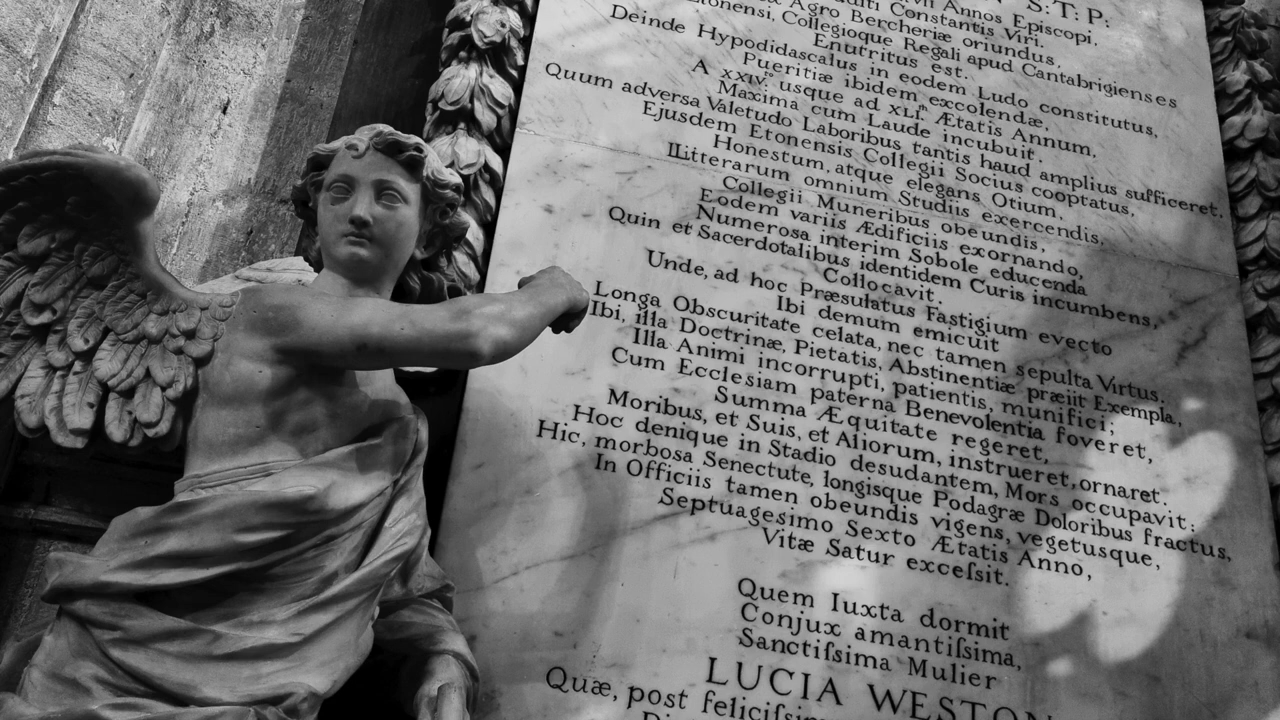 S:T:P:
Annos Episcopi,
Constantis Viri.
Agro Bercheriæ oriundus,
Etonensi, Collegioque Regali apud Cantabrigienses
Enutritus est.
Deinde Hypodidascalus in eodem Ludo constitutus,
Pueritiæ ibidem excolendæ,
A XXIV.to usque ad XLI.m Ætatis Annum,
Maxima cum Laude incubuit.
Quum adversa Valetudo Laboribus tantis haud amplius sufficeret,
Ejusdem Etonensis Collegii Socius cooptatus,
Honestum, atque elegans Otium,
Litterarum omnium Studiis exercendis,
Collegii Muneribus obeundis,
Eodem variis Ædificiis exornando,
Numerosa interim Sobole educenda
Quin et Sacerdotalibus identidem Curis incumbens,
Collocavit.
Unde, ad hoc Præsulatus Fastigium evecto
Ibi demum emicuit
Longa Obscuritate celata, nec tamen sepulta Virtus.
Ibi, illa Doctrinæ, Pietatis, Abstinentiæ præiit Exempla,
Illa Animi incorrupti, patientis, munifici;
Cum Ecclesiam paterna Benevolentia foveret,
Summa Æquitate regeret,
Moribus, et Suis, et Aliorum, instrueret, ornaret.
Hoc denique in Stadio desudantem, Mors occupavit:
Hic, morbosa Senectute, longisque Podagræ Doloribus fractus,
In Officiis tamen obeundis vigens, vegetusque,
Septuagesimo Sexto Ætatis Anno,
Vitæ Satur exceſsit.
Quem Iuxta dormit
Conjux amantiſsima,
Sanctiſsima Mulier
LUCIA WESTON
Quæ, post